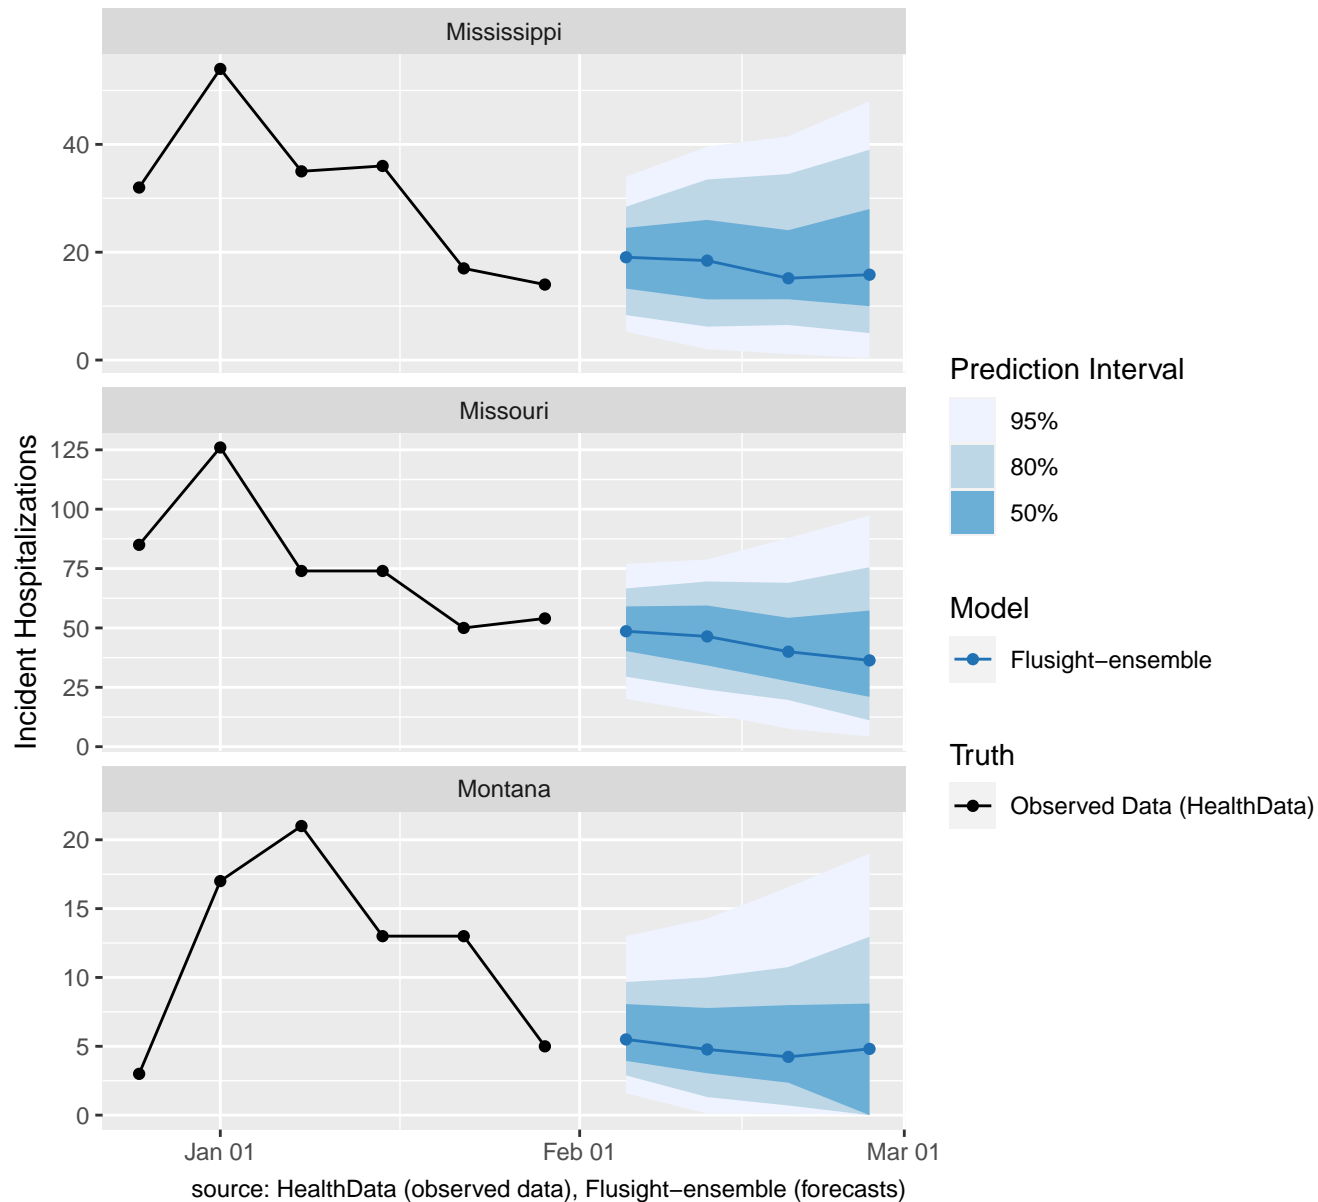 Mississippi
40
20
0
Missouri
125
100
75
50
25
0
Montana
20
15
10
5
0
Jan 01
Feb 01
Mar 01
Incident Hospitalizations
source: HealthData (observed data), Flusight−ensemble (forecasts)
Prediction Interval
95%
80%
50%
Model
Flusight−ensemble
Truth
Observed Data (HealthData)